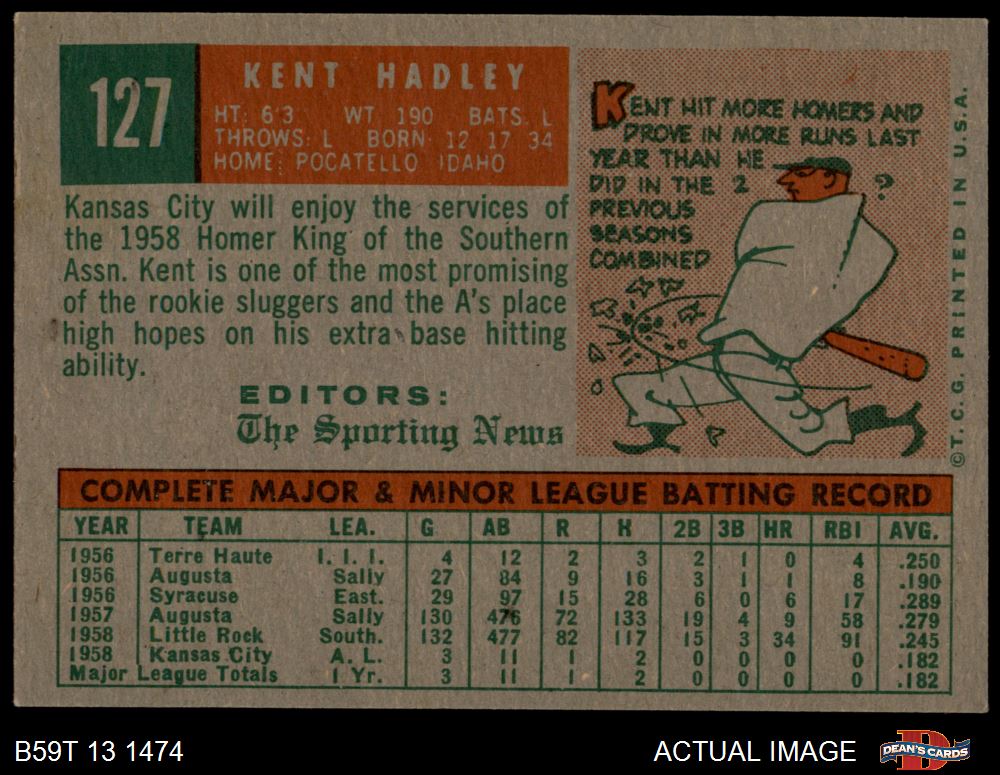 127
KENT HADLEY
HT: 6'3 WT 190 BATS. L
THROWS: L BORN· 12 17 34
HOME: POCATELLO IDAHO
Kansas City will enjoy the services of
the 1958 Homer King of the Southern
Assn. Kent is one of the most promising
of the rookie sluggers and the A's place
high hopes on his extra base hitting
ability.
EDITORS:
The Sporting News
KENT HIT MORE HOMERS AND
DROVE IN MORE RUNS LAST
YEAR THAN HE
DID IN THE 2
PREVIOUS
SEASONS
COMBINED
?
©T.C.G. PRINTED IN U.S.A.
COMPLETE MAJOR & MINOR LEAGUE BATTING RECORD
YEAR TEAM LEA. G AB R H 2B 3B HR RBI AVG.
1956 Terre Haute I. I. I. 4 12 2 3 2 1 0 4 .250
1956 Augusta Sally 27 84 9 16 3 1 1 8 .190
1956 Syracuse East. 29 97 15 28 6 0 6 17 .289
1957 Augusta Sally 130 476 72 133 19 4 9 58 .279
1958 Little Rock South. 132 477 82 117 15 3 34 91 .245
1958 Kansas City A. L. 3 11 1 2 0 0 0 0 .182
Major League Totals 1 Yr. 3 11 1 2 0 0 0 0 .182
B59T 13 1474
ACTUAL IMAGE
DEAN'S CARDS